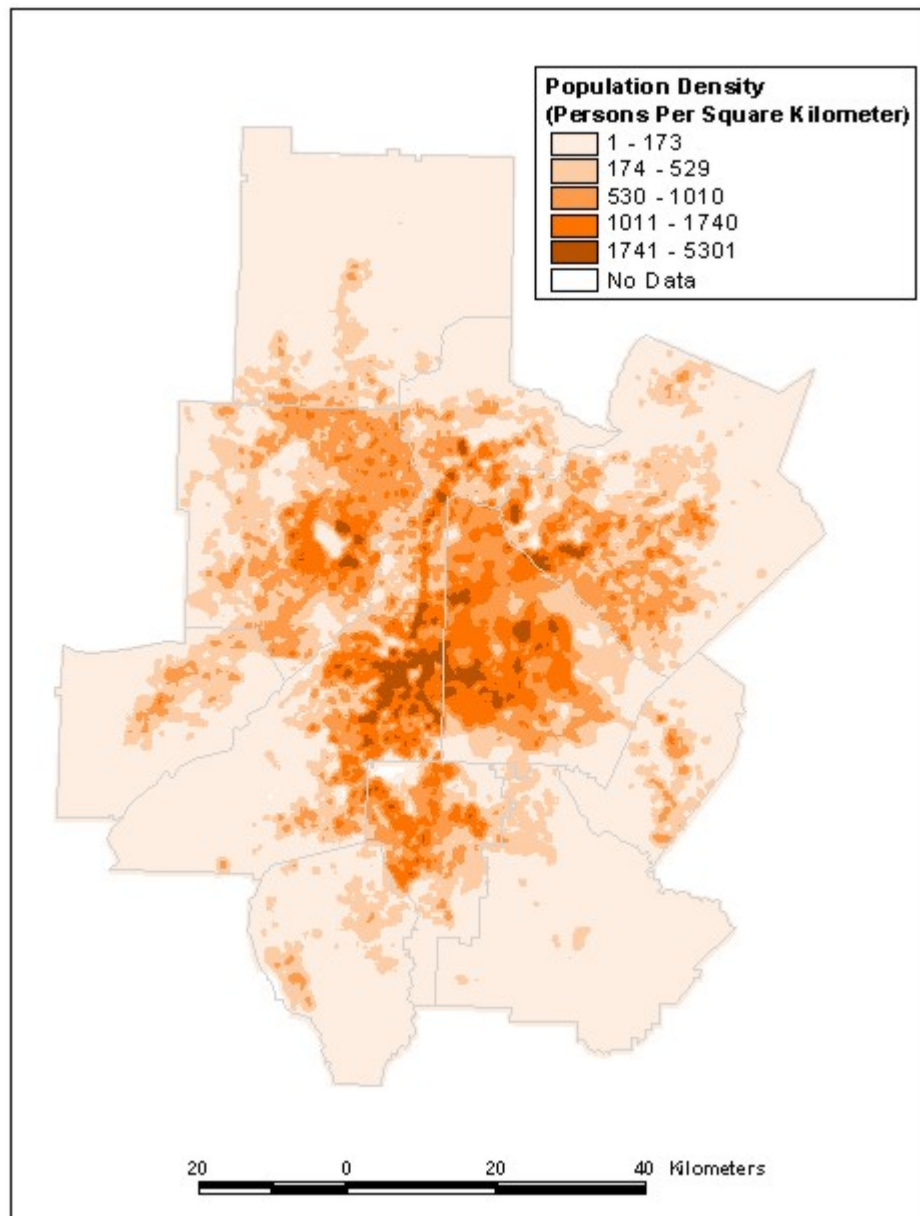 Population Density
(Persons Per Square Kilometer)
1 - 173
174 - 529
530 - 1010
1011 - 1740
1741 - 5301
No Data
20 0 20 40 Kilometers